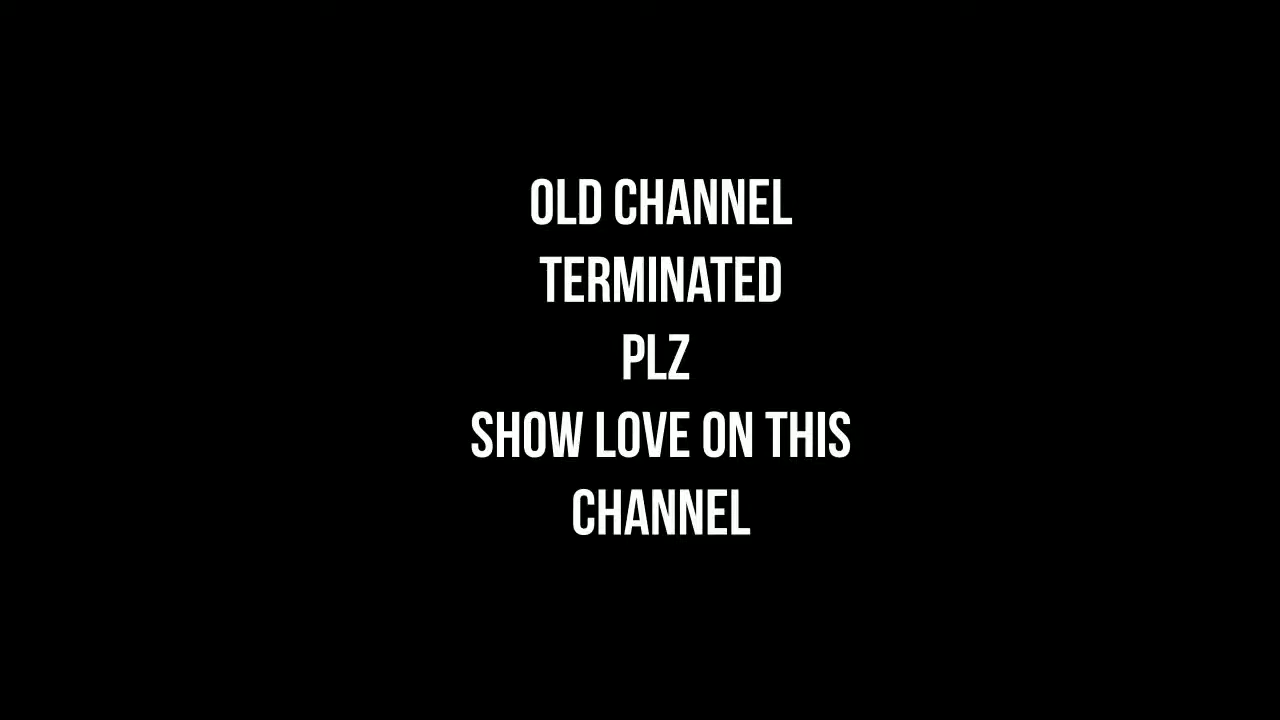 OLD CHANNEL
TERMINATED
PLZ
SHOW LOVE ON THIS
CHANNEL